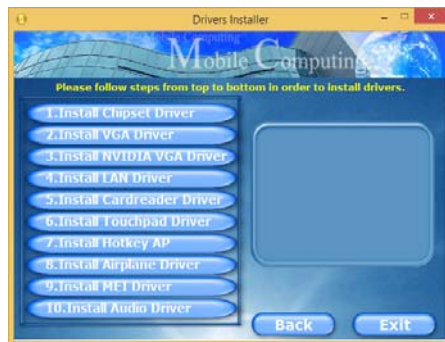 Drivers Installer
Mobile Computing
Mobile Computing
Please follow steps from top to bottom in order to install drivers.
1.Install Chipset Driver
2.Install VGA Driver
3.Install NVIDIA VGA Driver
4.Install LAN Driver
5.Install Cardreader Driver
6.Install Touchpad Driver
7.Install Hotkey AP
8.Install Airplane Driver
9.Install MEI Driver
10.Install Audio Driver
Back
Exit